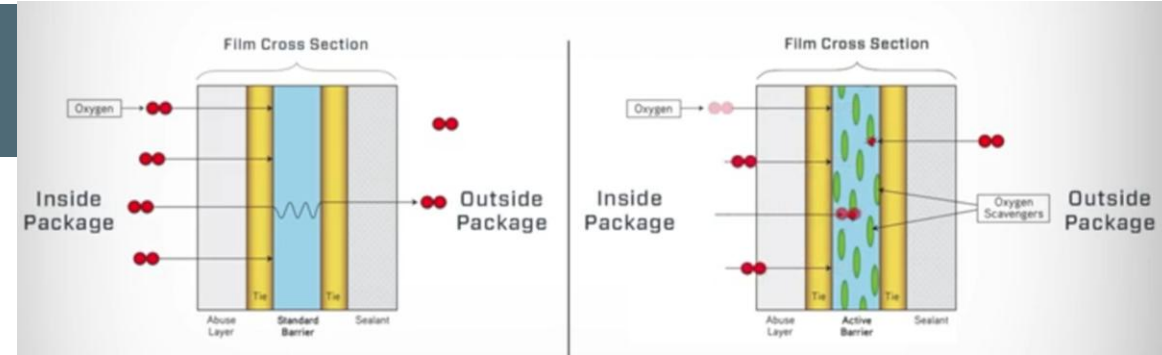 Film Cross Section
Oxygen
Inside
Package
Outside
Package
Tie
Tie
Abuse
Layer
Standard
Barrier
Sealant
Film Cross Section
Oxygen
Inside
Package
Oxygen
Scavengers
Outside
Package
Tie
Tie
Abuse
Layer
Active
Barrier
Sealant